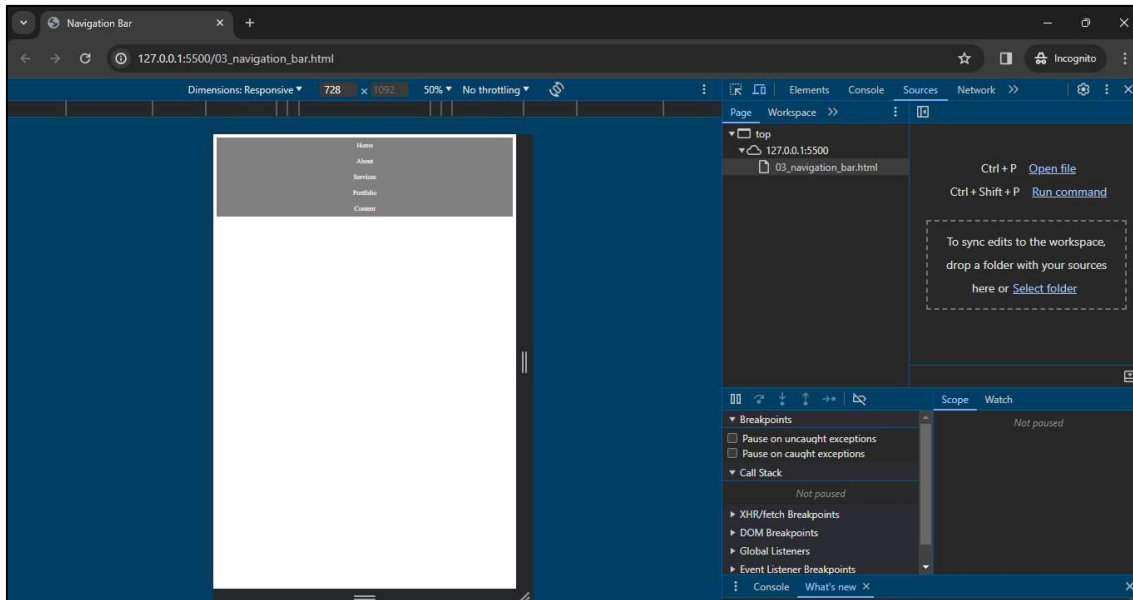 Navigation Bar
127.0.0.1:5500/03_navigation_bar.html
Incognito
Dimensions: Responsive 728 x 1092 50% No throttling
Elements Console Sources Network
Page Workspace
top
127.0.0.1:5500
03_navigation_bar.html
Ctrl + P Open file
Ctrl + Shift + P Run command
To sync edits to the workspace,
drop a folder with your sources
here or Select folder
Home
About
Services
Portfolio
Contact
Scope Watch
Not paused
Breakpoints
Pause on uncaught exceptions
Pause on caught exceptions
Call Stack
Not paused
XHR/fetch Breakpoints
DOM Breakpoints
Global Listeners
Event Listener Breakpoints
Console What's new